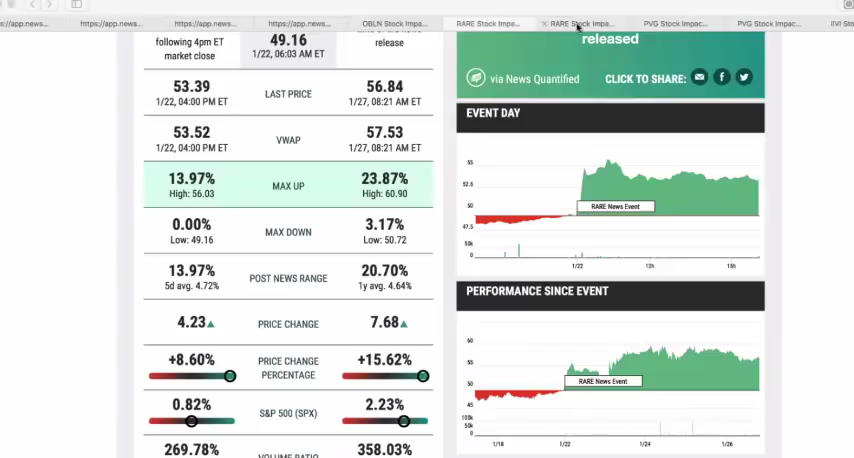 s://app.news...
https://app.news...
https://app.news...
https://app.news...
OBLN Stock Impa...
RARE Stock Impa...
RARE Stock Impa...
PVG Stock Impac...
PVG Stock Impac...
IIVI Stock Im
following 4pm ET
market close
49.16
1/22, 06:03 AM ET
release
53.39
1/22, 04:00 PM ET
LAST PRICE
56.84
1/27, 08:21 AM ET
53.52
1/22, 04:00 PM ET
VWAP
57.53
1/27, 08:21 AM ET
13.97%
High: 56.03
MAX UP
23.87%
High: 60.90
0.00%
Low: 49.16
MAX DOWN
3.17%
Low: 50.72
13.97%
5d avg. 4.72%
POST NEWS RANGE
20.70%
1y avg. 4.64%
4.23
PRICE CHANGE
7.68
+8.60%
PRICE CHANGE
PERCENTAGE
+15.62%
0.82%
S&P 500 (SPX)
2.23%
269.78%
VOLUME RATIO
358.03%
released
via News Quantified
CLICK TO SHARE:
EVENT DAY
55
52.5
50
47.5
50k
0
RARE News Event
1/22
12h
16h
PERFORMANCE SINCE EVENT
60
55
50
45
100k
50k
0
RARE News Event
1/18
1/22
1/24
1/26